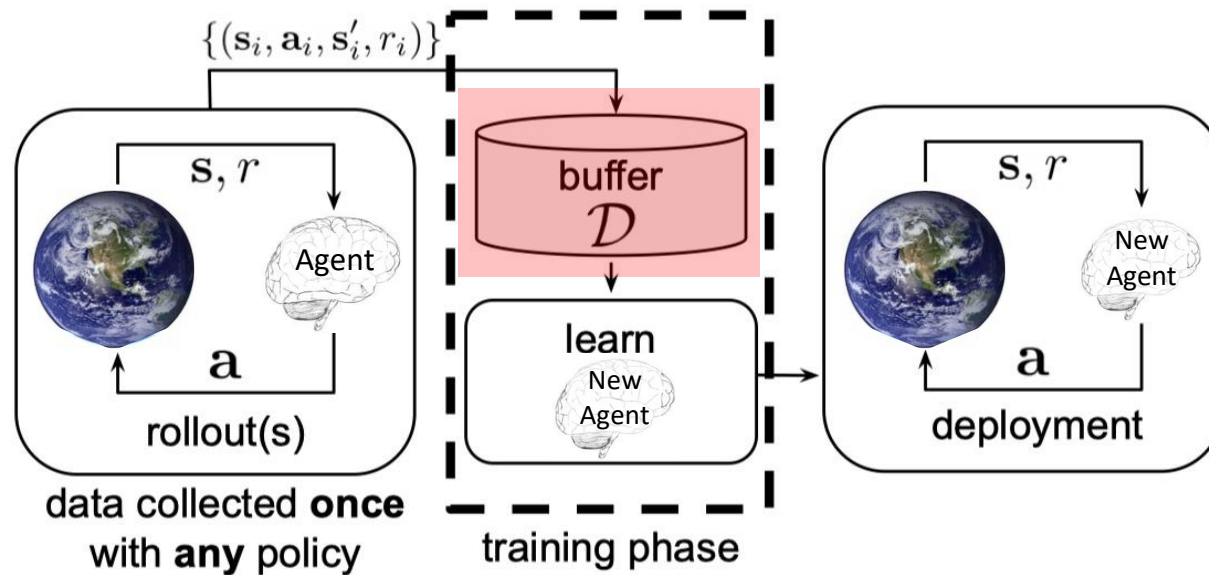 {(s_i, a_i, s'_i, r_i)}
s, r
Agent
a
rollout(s)
data collected once
with any policy
buffer
𝒟
learn
New
Agent
training phase
s, r
New
Agent
a
deployment